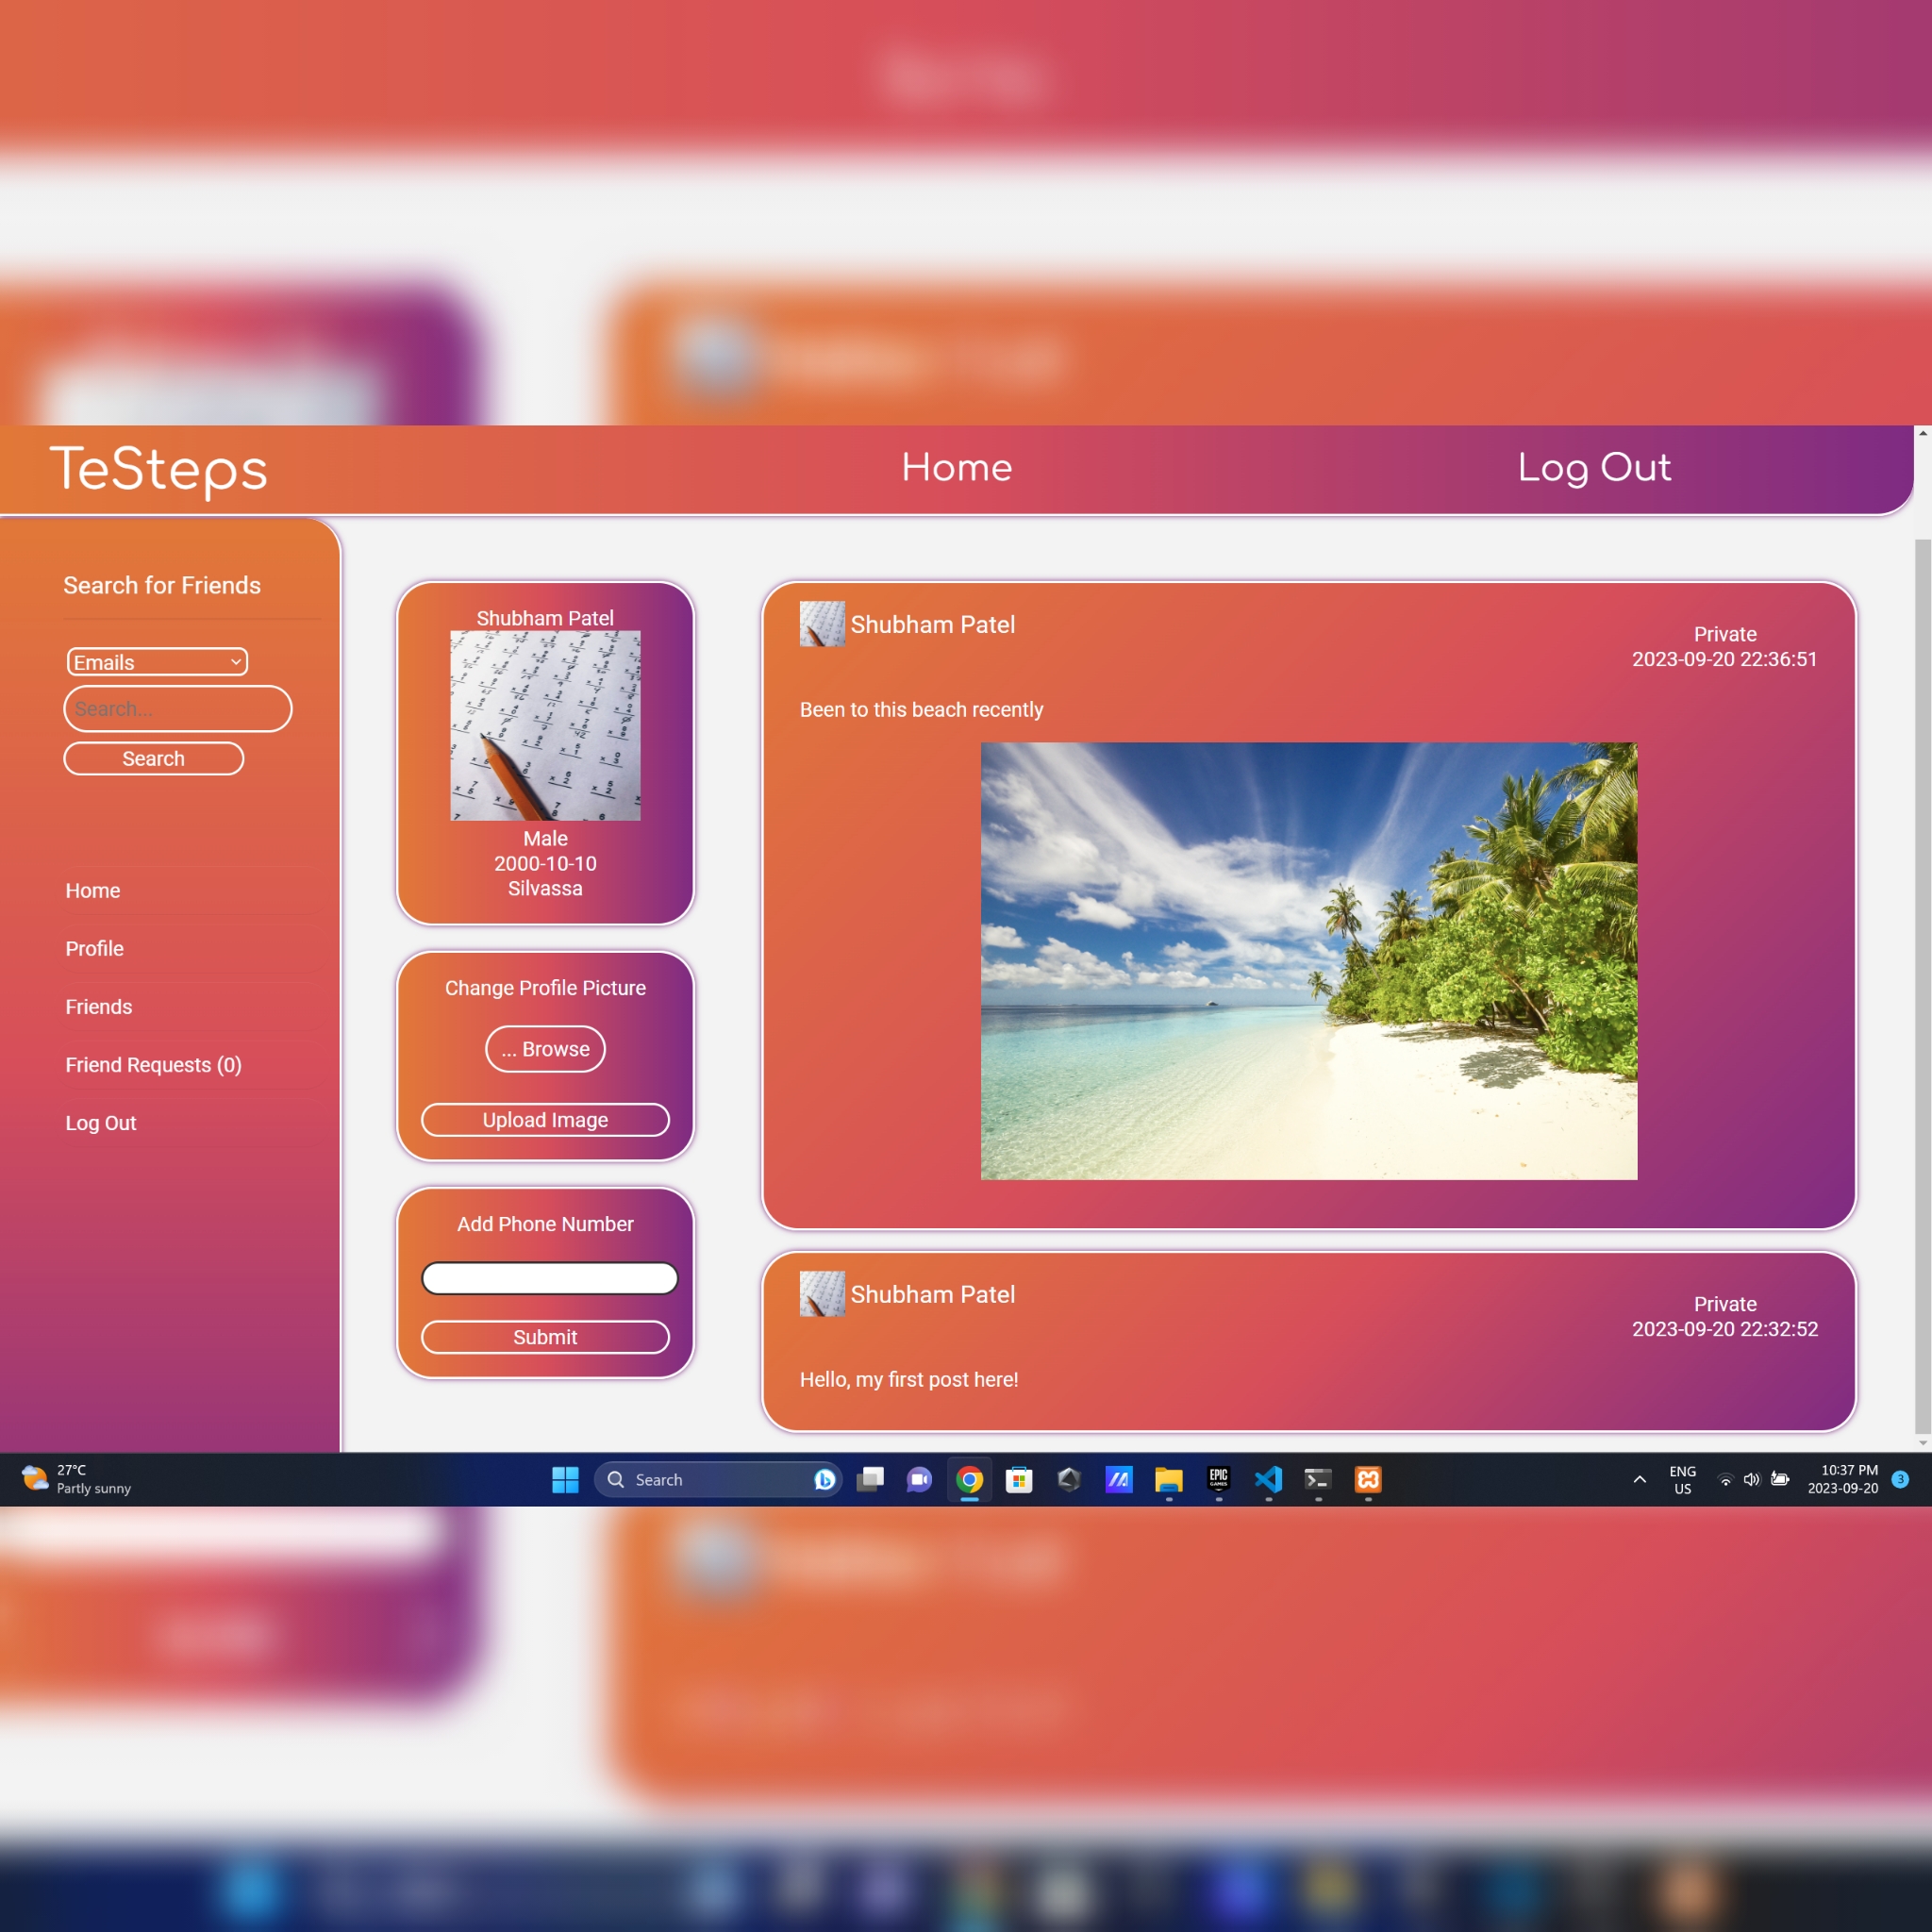 TeSteps
Home
Log Out
Search for Friends
Emails
Search...
Search
Home
Profile
Friends
Friend Requests (0)
Log Out
Shubham Patel
Male
2000-10-10
Silvassa
Change Profile Picture
... Browse
Upload Image
Add Phone Number
Submit
Shubham Patel
Private
2023-09-20 22:36:51
Been to this beach recently
Shubham Patel
Private
2023-09-20 22:32:52
Hello, my first post here!
27°C
Partly sunny
Search
EPIC
GAMES
ENG
US
10:37 PM
2023-09-20
3